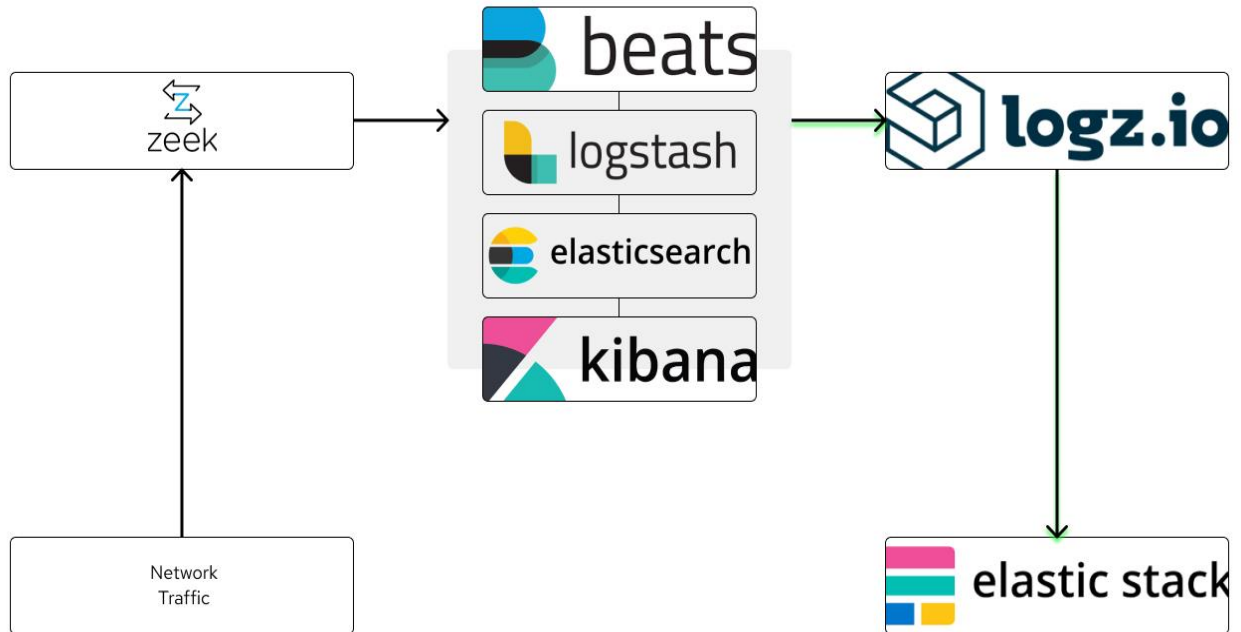 beats
z
zeek
logz.io
logstash
elasticsearch
kibana
Network
Traffic
elastic stack